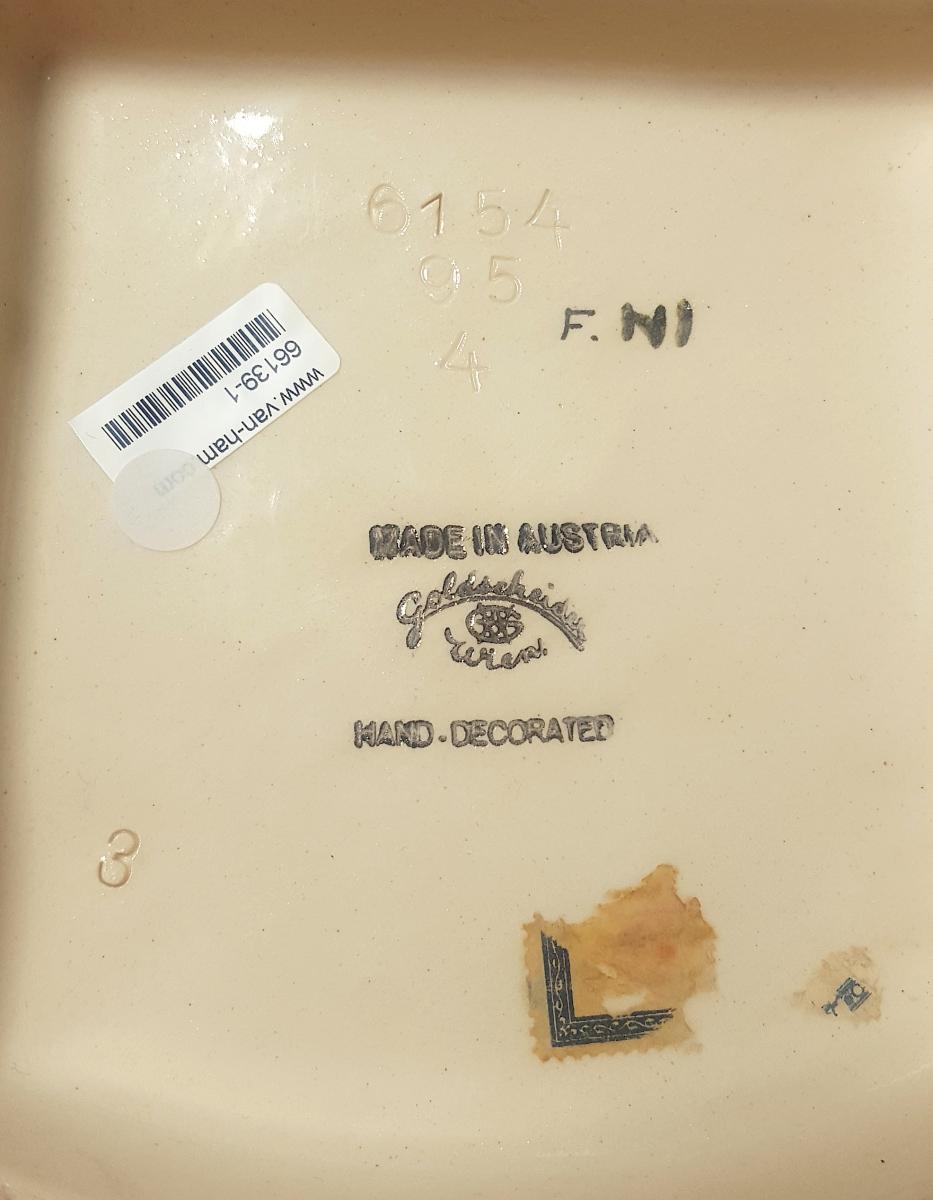 6154
95
4
F. NI
66139-1
www.van-ham.com
MADE IN AUSTRIA
Goldscheider
Wien.
HAND-DECORATED
3